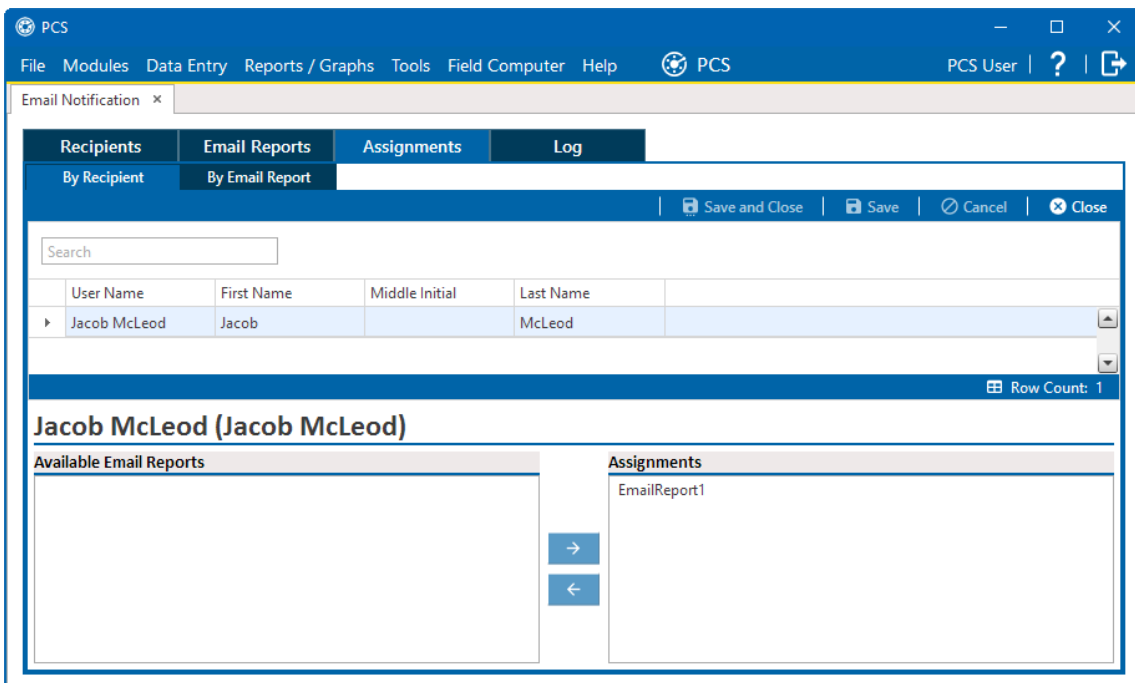 PCS
File Modules Data Entry Reports / Graphs Tools Field Computer Help PCS PCS User | ? |
Email Notification ×
Recipients Email Reports Assignments Log
By Recipient By Email Report
Save and Close | Save | Cancel | Close
Search
User Name First Name Middle Initial Last Name
Jacob McLeod Jacob McLeod
Row Count: 1
Jacob McLeod (Jacob McLeod)
Available Email Reports Assignments
EmailReport1